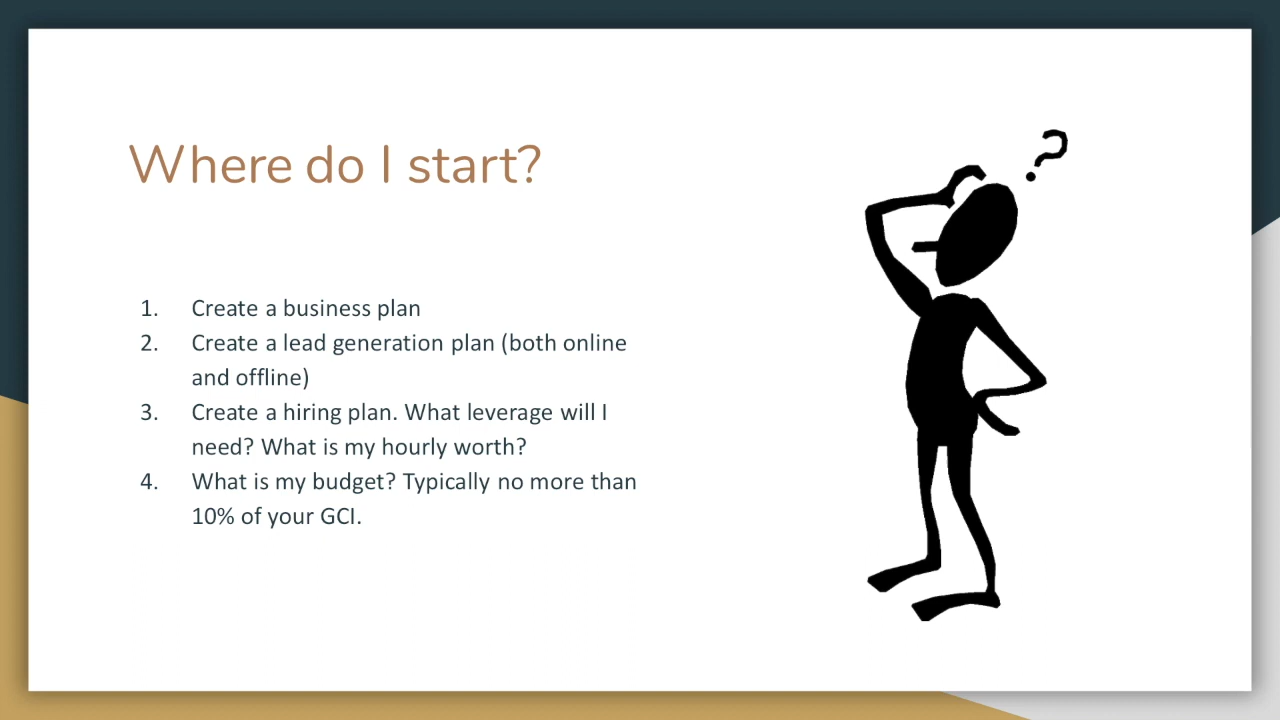 Where do I start?
1. Create a business plan
2. Create a lead generation plan (both online
and offline)
3. Create a hiring plan. What leverage will I
need? What is my hourly worth?
4. What is my budget? Typically no more than
10% of your GCI.
?